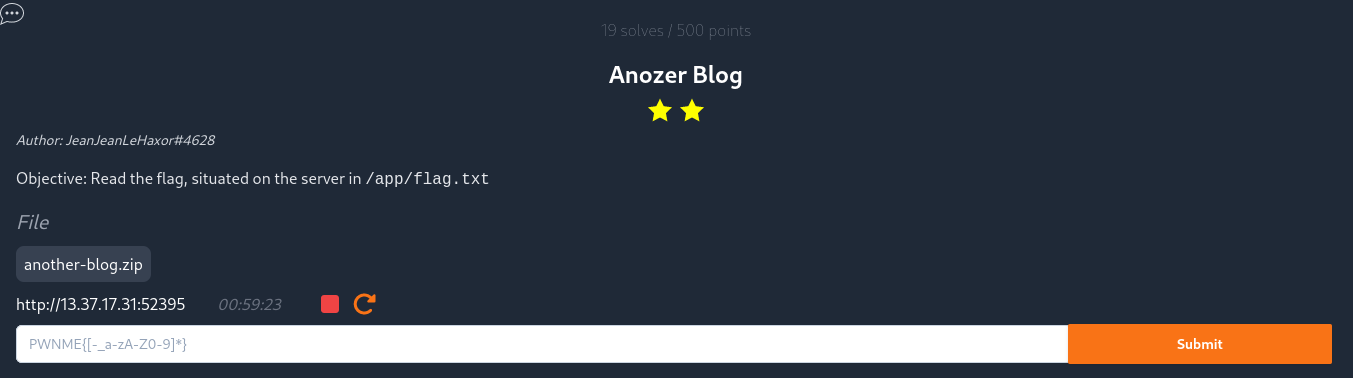 19 solves / 500 points
Anozer Blog
Author: JeanJeanLeHaxor#4628
Objective: Read the flag, situated on the server in /app/flag.txt
File
another-blog.zip
http://13.37.17.31:52395 00:59:23
PWNME{[-_a-zA-Z0-9]*} Submit